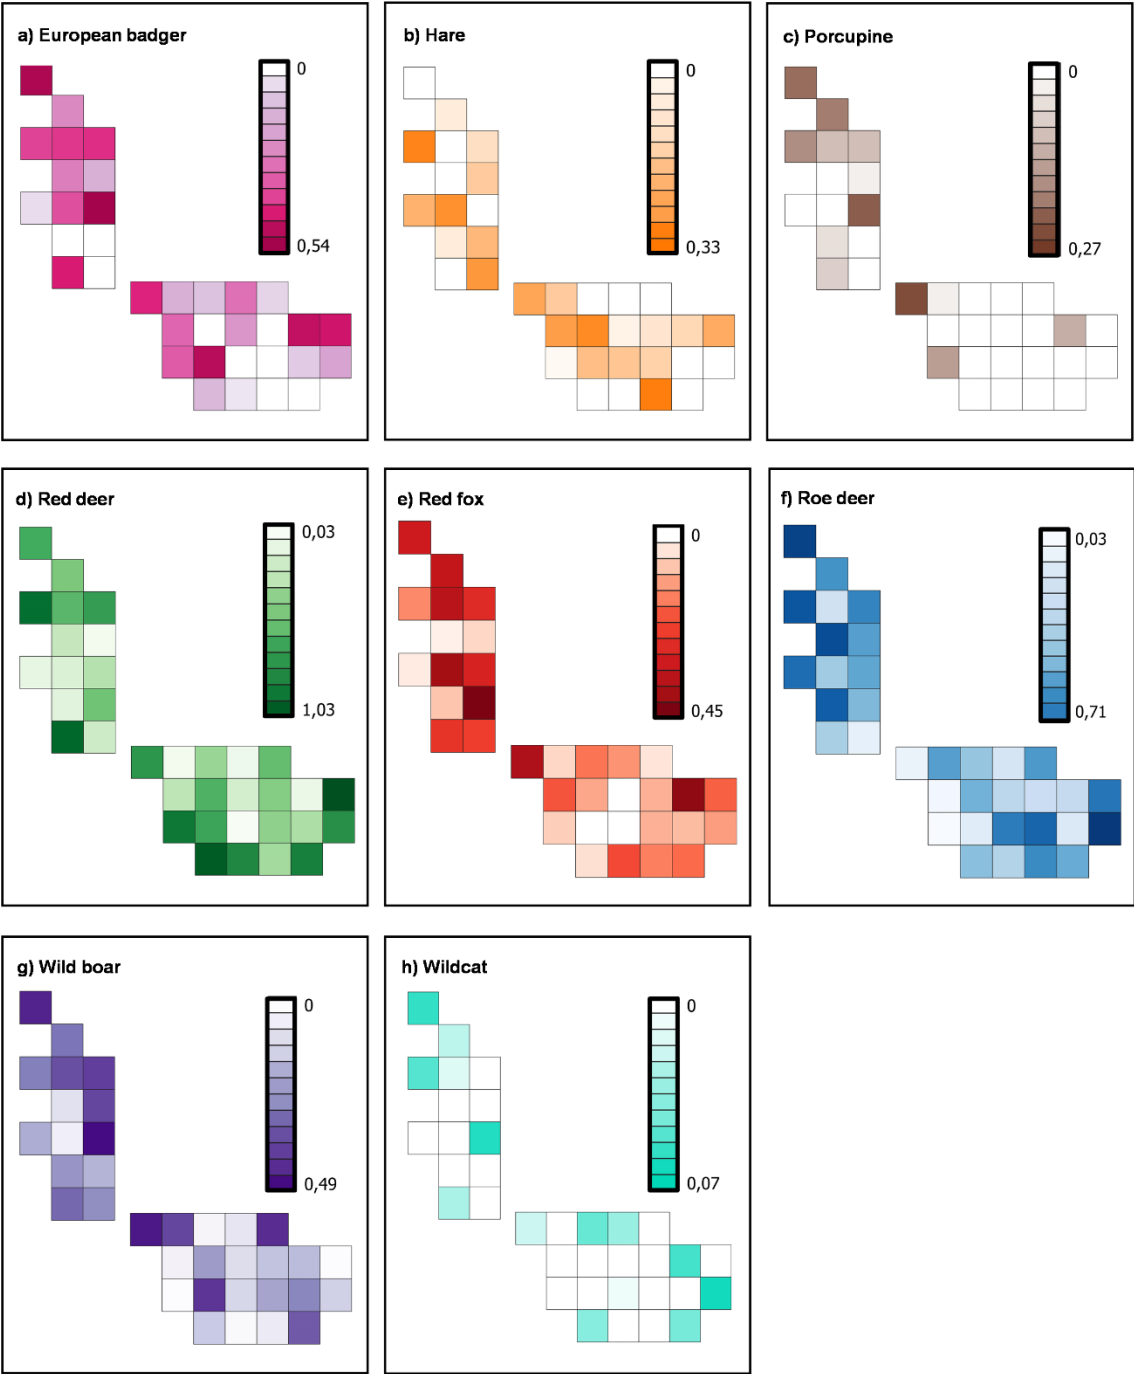 a) European badger
0
0,54
b) Hare
0
0,33
c) Porcupine
0
0,27
d) Red deer
0,03
1,03
e) Red fox
0
0,45
f) Roe deer
0,03
0,71
g) Wild boar
0
0,49
h) Wildcat
0
0,07